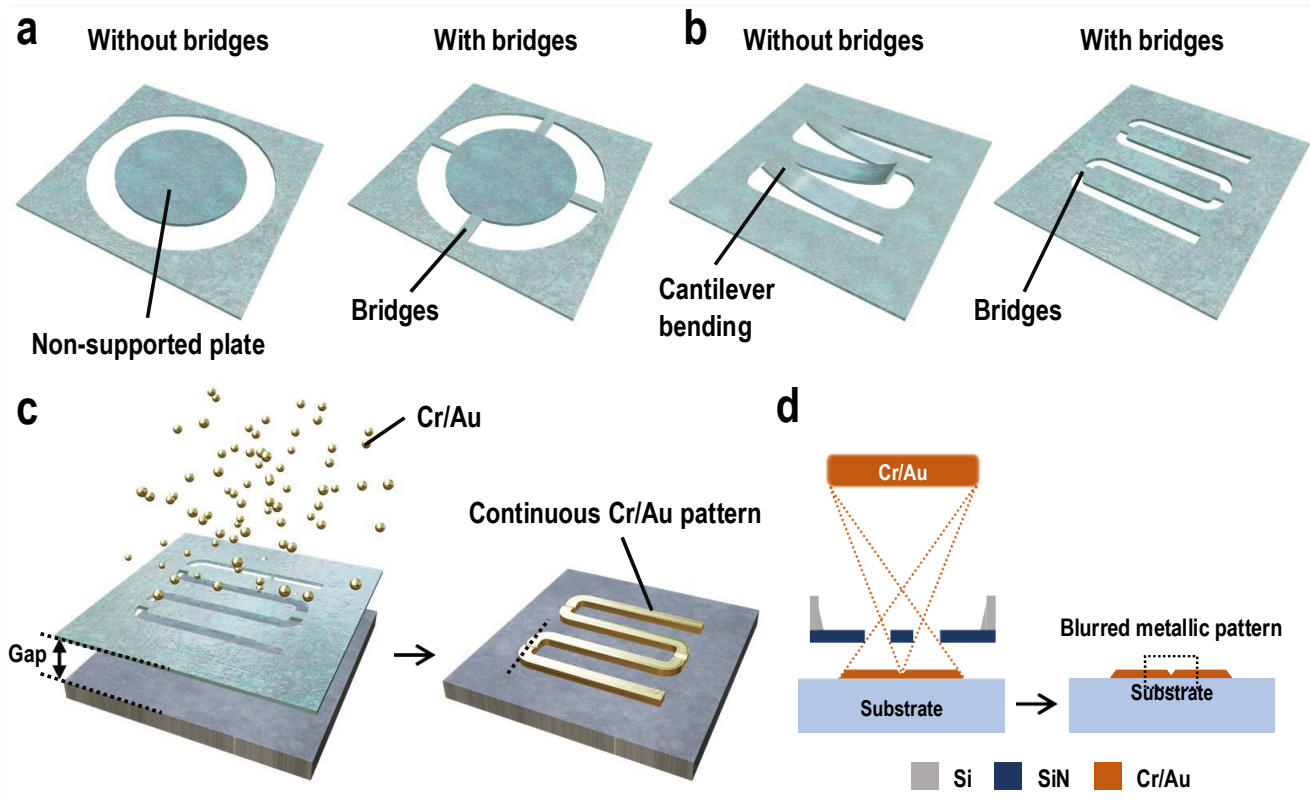 a
Without bridges
With bridges
Non-supported plate
Bridges
b
Without bridges
With bridges
Cantilever
bending
Bridges
c
Cr/Au
Continuous Cr/Au pattern
Gap
d
Cr/Au
Blurred metallic pattern
Substrate
Substrate
Si
SiN
Cr/Au